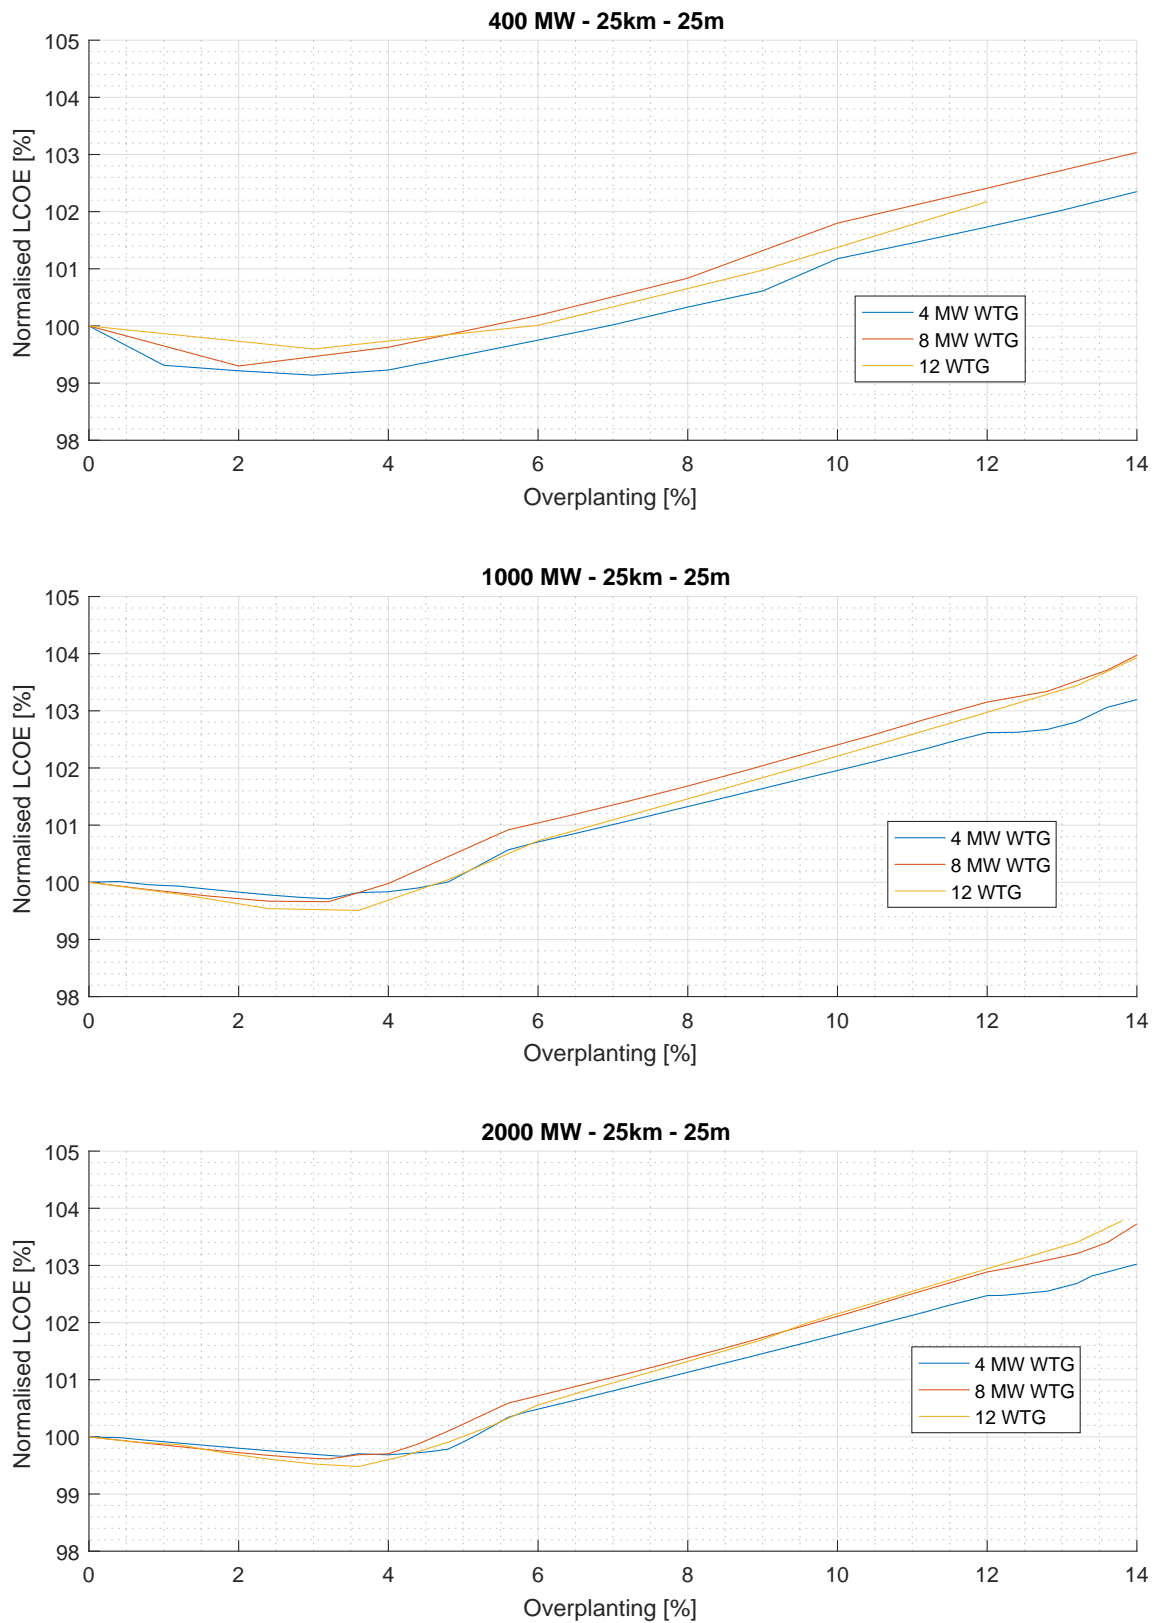 400 MW - 25km - 25m
105
104
103
102
101
100
99
98
Normalised LCOE [%]
0 2 4 6 8 10 12 14
Overplanting [%]
4 MW WTG
8 MW WTG
12 WTG
1000 MW - 25km - 25m
105
104
103
102
101
100
99
98
Normalised LCOE [%]
0 2 4 6 8 10 12 14
Overplanting [%]
4 MW WTG
8 MW WTG
12 WTG
2000 MW - 25km - 25m
105
104
103
102
101
100
99
98
Normalised LCOE [%]
0 2 4 6 8 10 12 14
Overplanting [%]
4 MW WTG
8 MW WTG
12 WTG